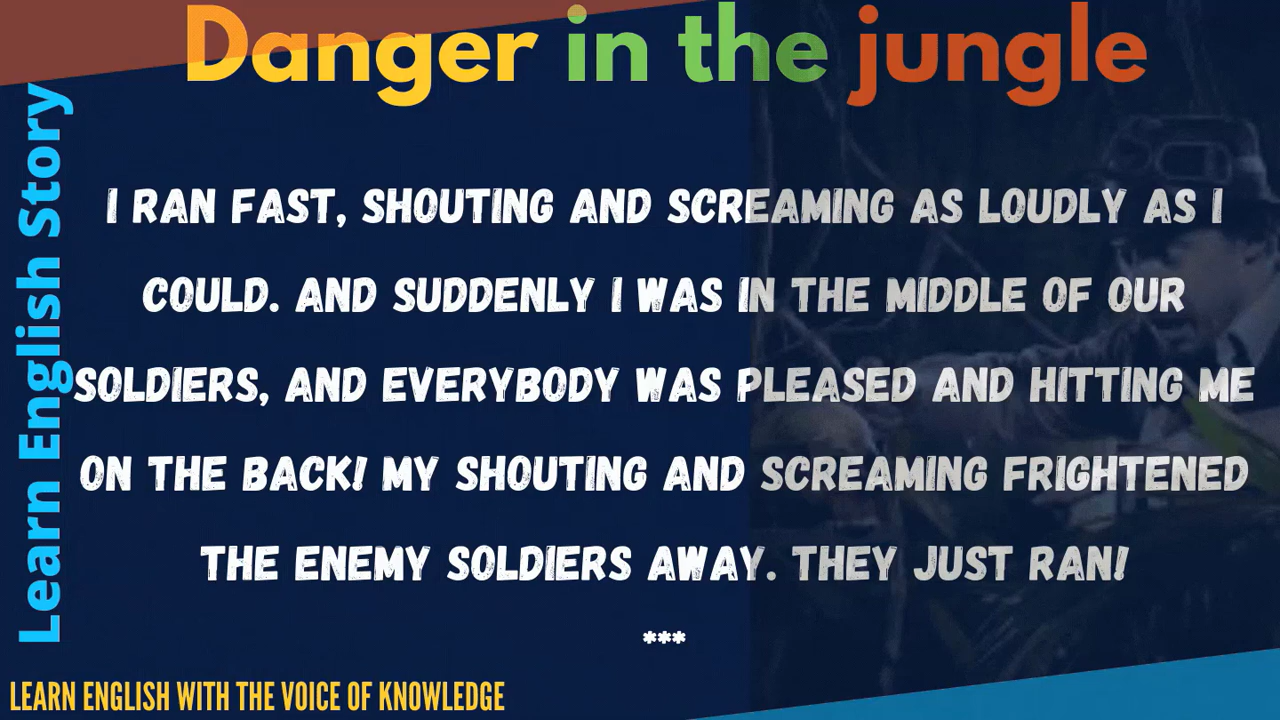 Danger in the jungle
Learn English Story
I RAN FAST, SHOUTING AND SCREAMING AS LOUDLY AS I
COULD. AND SUDDENLY I WAS IN THE MIDDLE OF OUR
SOLDIERS, AND EVERYBODY WAS PLEASED AND HITTING ME
ON THE BACK! MY SHOUTING AND SCREAMING FRIGHTENED
THE ENEMY SOLDIERS AWAY. THEY JUST RAN!
***
LEARN ENGLISH WITH THE VOICE OF KNOWLEDGE